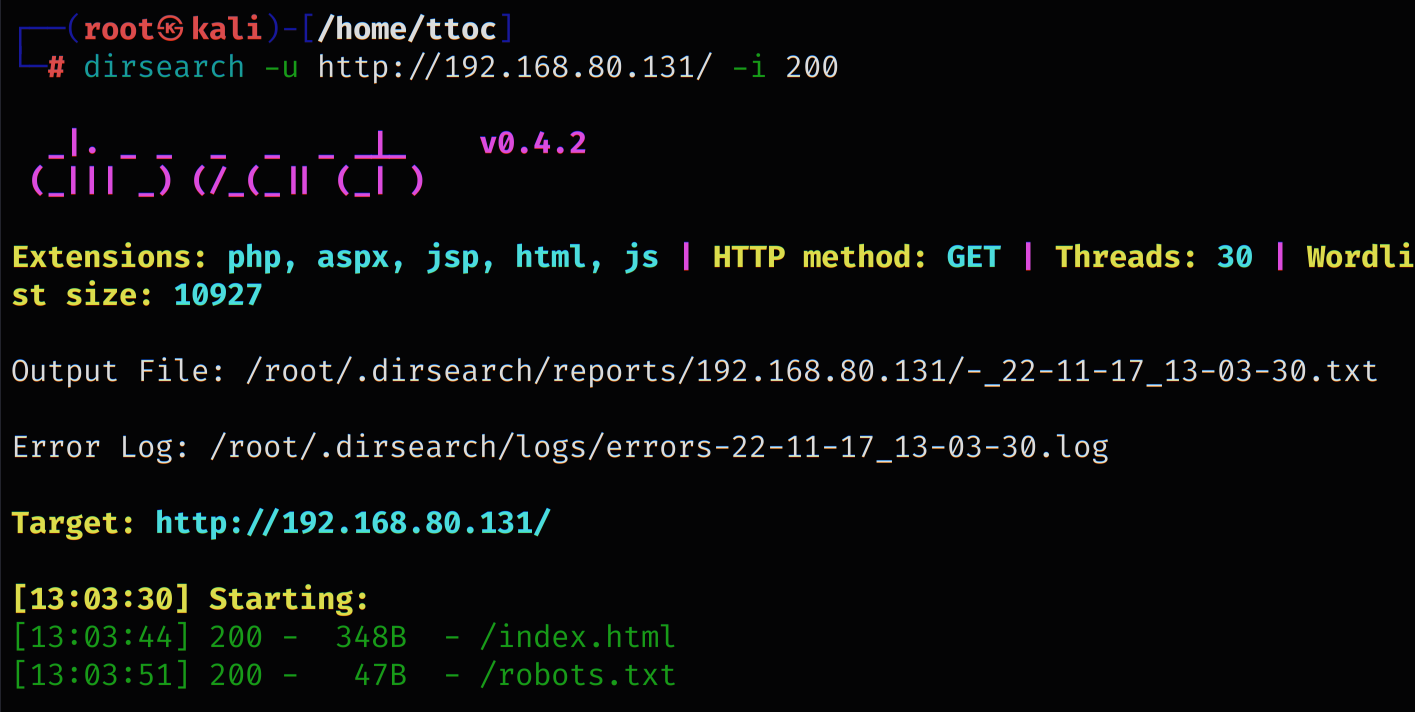 ┌──(root㉿kali)-[/home/ttoc]
└─# dirsearch -u http://192.168.80.131/ -i 200
  _|. _ _  _  _  _ _|_    v0.4.2
 (_||| _) (/_(_|| (_| )
Extensions: php, aspx, jsp, html, js | HTTP method: GET | Threads: 30 | Wordli
st size: 10927
Output File: /root/.dirsearch/reports/192.168.80.131/-_22-11-17_13-03-30.txt
Error Log: /root/.dirsearch/logs/errors-22-11-17_13-03-30.log
Target: http://192.168.80.131/
[13:03:30] Starting:
[13:03:44] 200 -  348B  - /index.html
[13:03:51] 200 -   47B  - /robots.txt